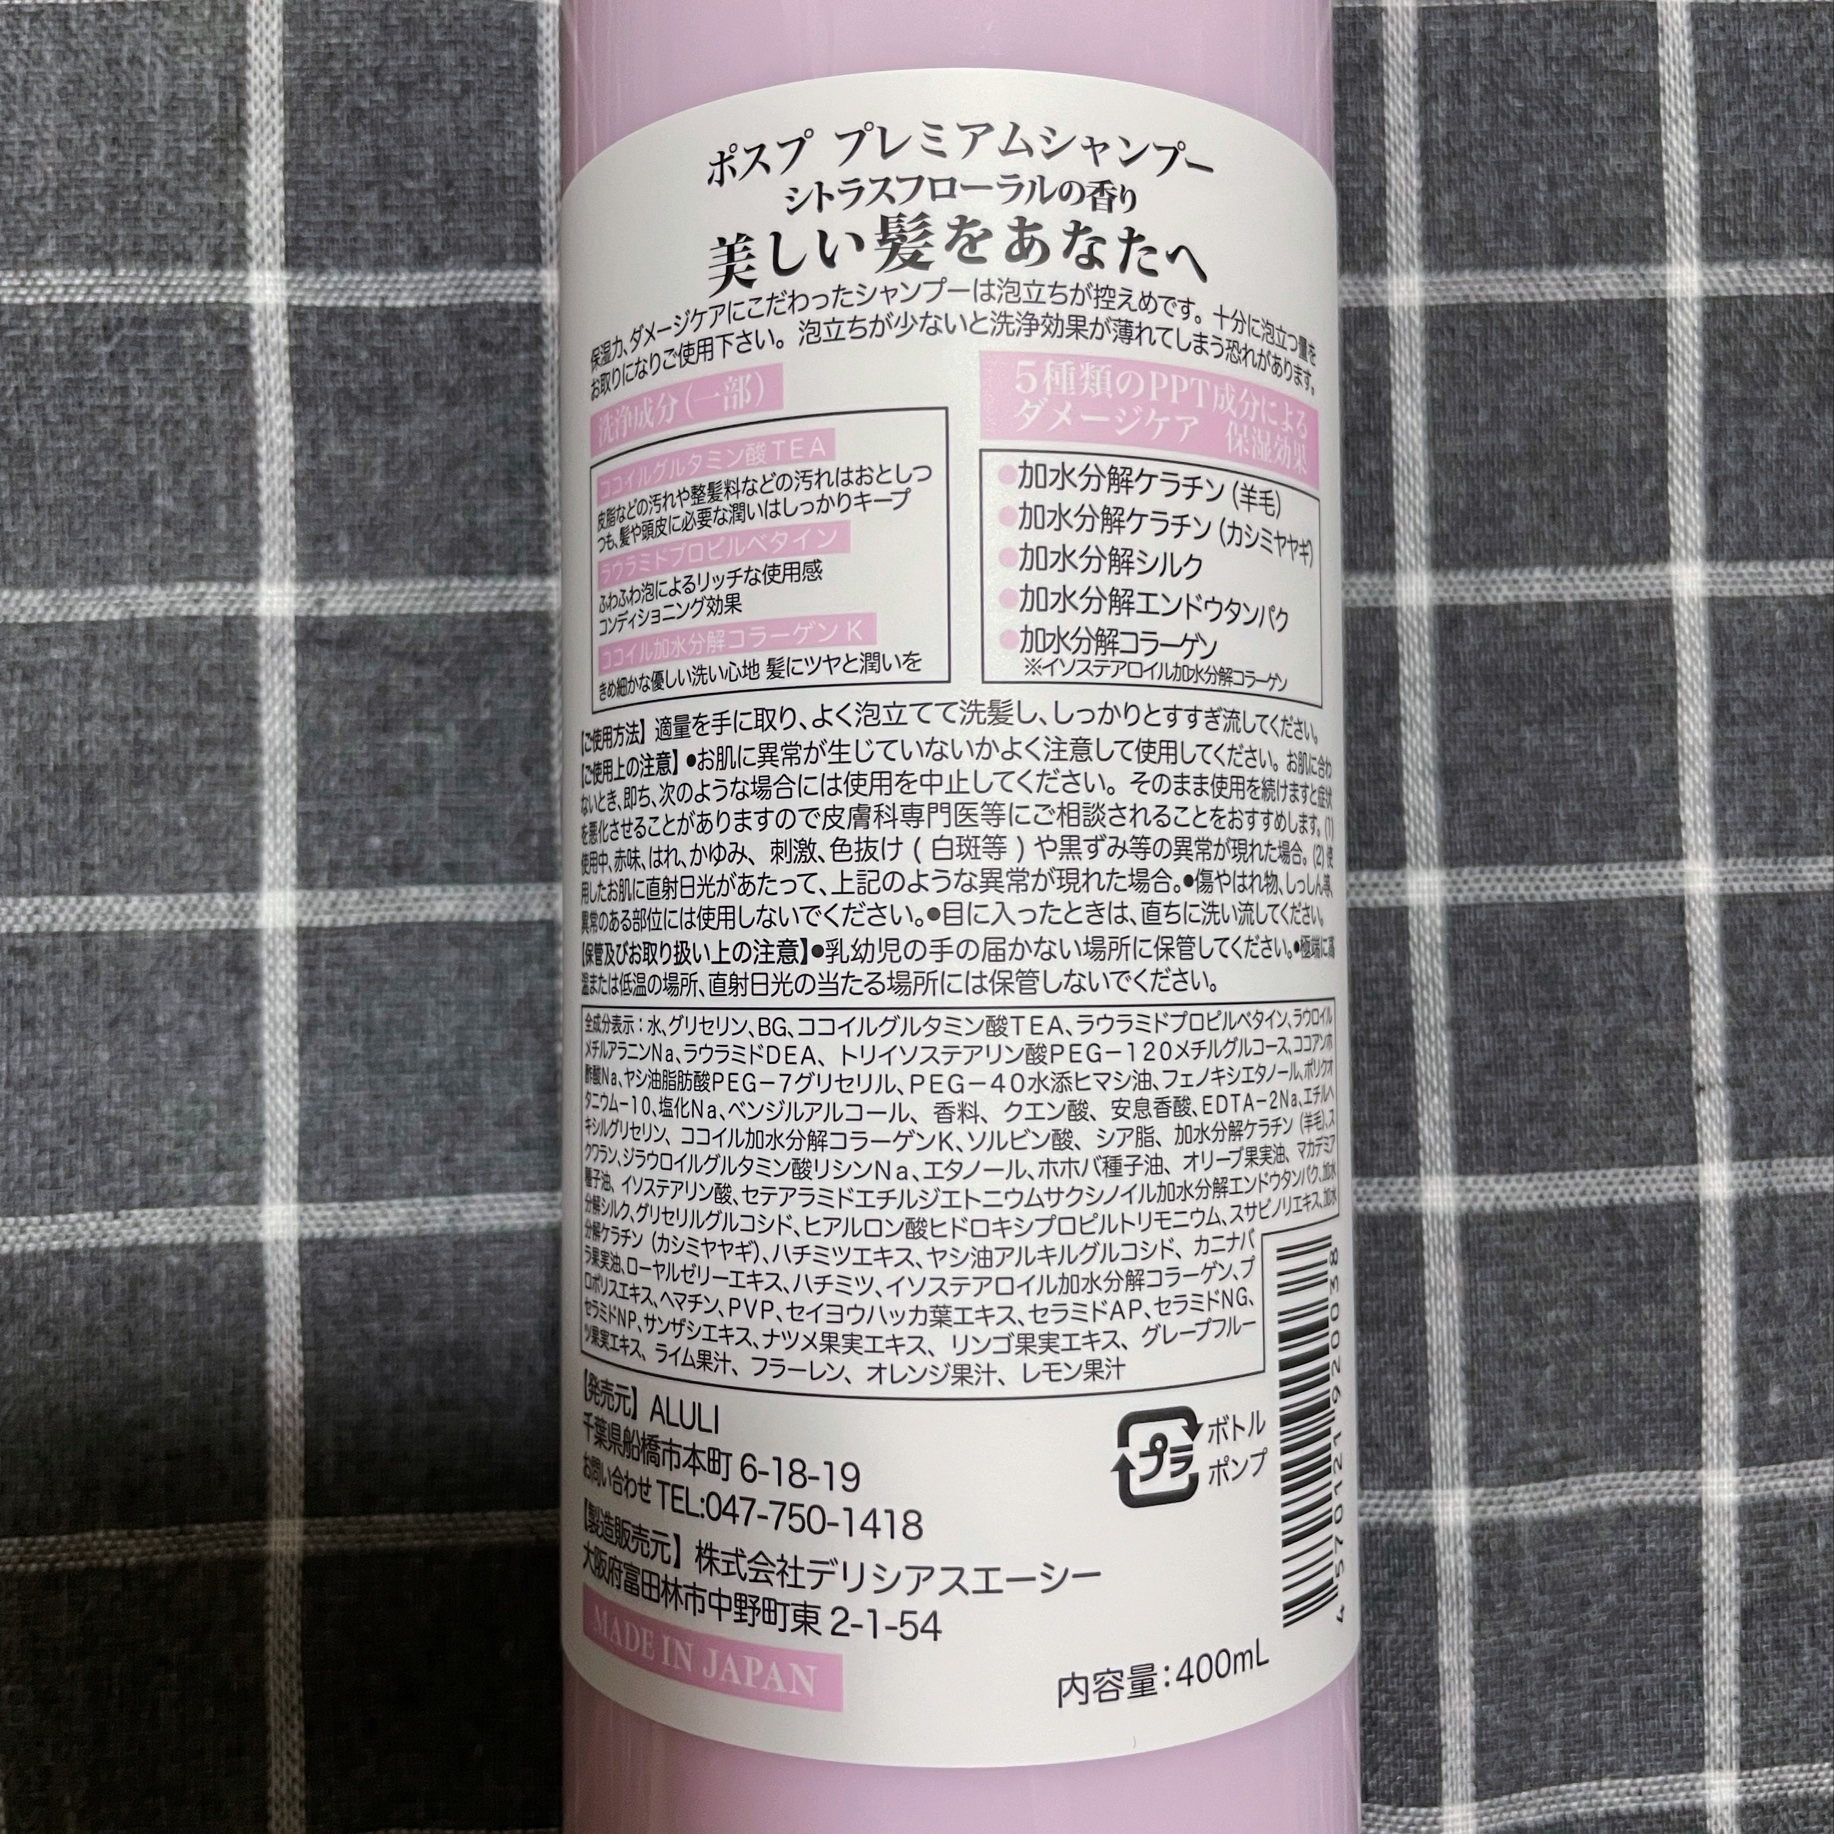 ポスプ プレミアムシャンプー
シトラスフローラルの香り
美しい髪をあなたへ
保湿力、ダメージケアにこだわったシャンプーは泡立ちが控えめです。十分に泡立つ量を
お取りになりご使用下さい。泡立ちが少ないと洗浄効果が薄れてしまう恐れがあります。
洗浄成分(一部)
ココイルグルタミン酸TEA
皮脂などの汚れや整髪料などの汚れはおとしつ
つも、髪や頭皮に必要な潤いはしっかりキープ
ラウラミドプロピルベタイン
ふわふわ泡によるリッチな使用感
コンディショニング効果
ココイル加水分解コラーゲンK
きめ細かな優しい洗い心地 髪にツヤと潤いを
5種類のPPT成分による
ダメージケア 保湿効果
●加水分解ケラチン(羊毛)
●加水分解ケラチン(カシミヤヤギ)
●加水分解シルク
●加水分解エンドウタンパク
●加水分解コラーゲン
※イソステアロイル加水分解コラーゲン
【ご使用方法】適量を手に取り、よく泡立てて洗髪し、しっかりとすすぎ流してください。
【ご使用上の注意】●お肌に異常が生じていないかよく注意して使用してください。お肌に合わ
ないとき、即ち、次のような場合には使用を中止してください。そのまま使用を続けますと症状
を悪化させることがありますので皮膚科専門医等にご相談されることをおすすめします。(1)
使用中、赤味、はれ、かゆみ、刺激、色抜け(白斑等)や黒ずみ等の異常が現れた場合。(2)使
用したお肌に直射日光があたって、上記のような異常が現れた場合。●傷やはれ物、しっしん等、
異常のある部位には使用しないでください。●目に入ったときは、直ちに洗い流してください。
【保管及びお取り扱い上の注意】●乳幼児の手の届かない場所に保管してください。●極端に高
温または低温の場所、直射日光の当たる場所には保管しないでください。
全成分表示：水、グリセリン、BG、ココイルグルタミン酸TEA、ラウラミドプロピルベタイン、ラウロイル
メチルアラニンNa、ラウラミドDEA、トリイソステアリン酸PEG－120メチルグルコース、ココアンホ
酢酸Na、ヤシ油脂肪酸PEG－7グリセリル、PEG－40水添ヒマシ油、フェノキシエタノール、ポリクオ
タニウム－10、塩化Na、ベンジルアルコール、香料、クエン酸、安息香酸、EDTA－2Na、エチルヘ
キシルグリセリン、ココイル加水分解コラーゲンK、ソルビン酸、シア脂、加水分解ケラチン(羊毛)、ス
クワラン、ジラウロイルグルタミン酸リシンNa、エタノール、ホホバ種子油、オリーブ果実油、マカデミア
種子油、イソステアリン酸、セテアラミドエチルジエトニウムサクシノイル加水分解エンドウタンパク、加水
分解シルク、グリセリルグルコシド、ヒアルロン酸ヒドロキシプロピルトリモニウム、スサビノリエキス、加水
分解ケラチン(カシミヤヤギ)、ハチミツエキス、ヤシ油アルキルグルコシド、カニナバ
ラ果実油、ローヤルゼリーエキス、ハチミツ、イソステアロイル加水分解コラーゲン、プ
ロポリスエキス、ヘマチン、PVP、セイヨウハッカ葉エキス、セラミドAP、セラミドNG、
セラミドNP、サンザシエキス、ナツメ果実エキス、リンゴ果実エキス、グレープフルー
ツ果実エキス、ライム果汁、フラーレン、オレンジ果汁、レモン果汁
【発売元】ALULI
千葉県船橋市本町 6-18-19
お問い合わせ TEL:047-750-1418
【製造販売元】株式会社デリシアスエーシー
大阪府富田林市中野町東 2-1-54
MADE IN JAPAN
プラ
ボトル
ポンプ
内容量：400mL
4570121920038